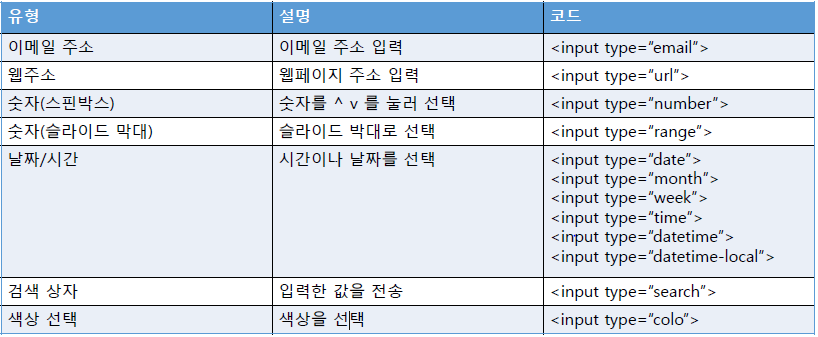 유형 설명 코드
이메일 주소 이메일 주소 입력 <input type="email">
웹주소 웹페이지 주소 입력 <input type="url">
숫자(스핀박스) 숫자를 ^ v 를 눌러 선택 <input type="number">
숫자(슬라이드 막대) 슬라이드 박대로 선택 <input type="range">
날짜/시간 시간이나 날짜를 선택 <input type="date">
<input type="month">
<input type="week">
<input type="time">
<input type="datetime">
<input type="datetime-local">
검색 상자 입력한 값을 전송 <input type="search">
색상 선택 색상을 선택 <input type="colo">